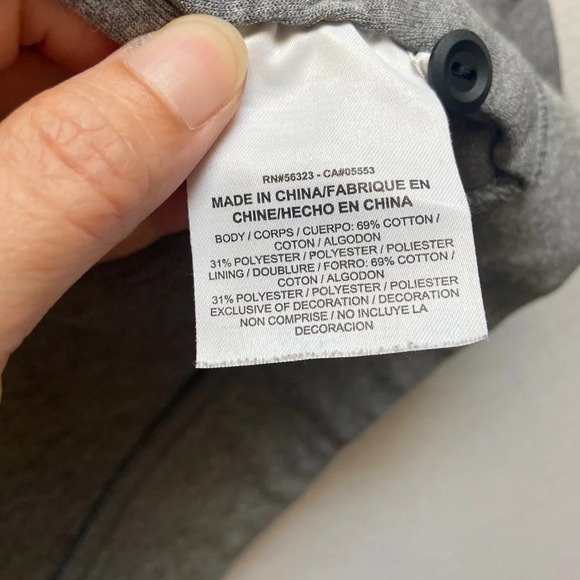 RN#56323 - CA#05553
MADE IN CHINA/FABRIQUE EN
CHINE/HECHO EN CHINA
BODY / CORPS / CUERPO: 69% COTTON /
COTON / ALGODON
31% POLYESTER / POLYESTER / POLIESTER
LINING / DOUBLURE / FORRO: 69% COTTON /
COTON / ALGODON
31% POLYESTER / POLYESTER / POLIESTER
EXCLUSIVE OF DECORATION / DECORATION
NON COMPRISE / NO INCLUYE LA
DECORACION